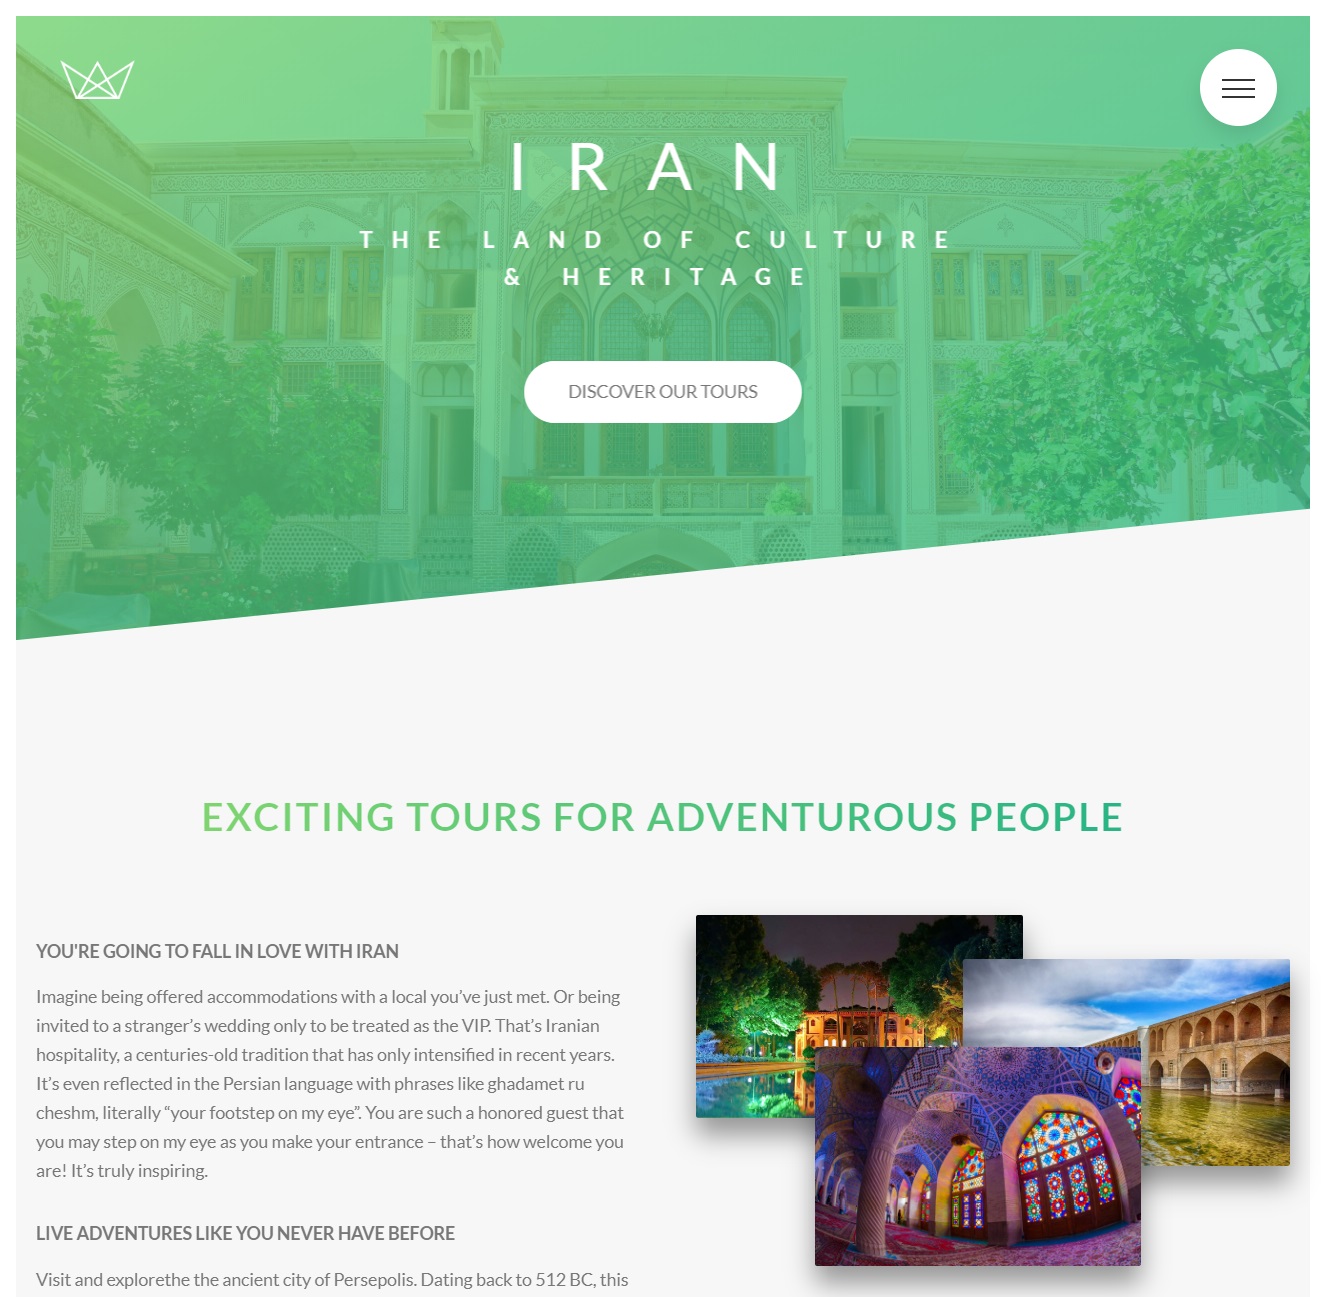 IRAN
THE LAND OF CULTURE
& HERITAGE
DISCOVER OUR TOURS
EXCITING TOURS FOR ADVENTUROUS PEOPLE
YOU'RE GOING TO FALL IN LOVE WITH IRAN
Imagine being offered accommodations with a local you’ve just met. Or being
invited to a stranger’s wedding only to be treated as the VIP. That’s Iranian
hospitality, a centuries-old tradition that has only intensified in recent years.
It’s even reflected in the Persian language with phrases like ghadamet ru
cheshm, literally “your footstep on my eye”. You are such a honored guest that
you may step on my eye as you make your entrance – that’s how welcome you
are! It’s truly inspiring.
LIVE ADVENTURES LIKE YOU NEVER HAVE BEFORE
Visit and explorethe the ancient city of Persepolis. Dating back to 512 BC, this